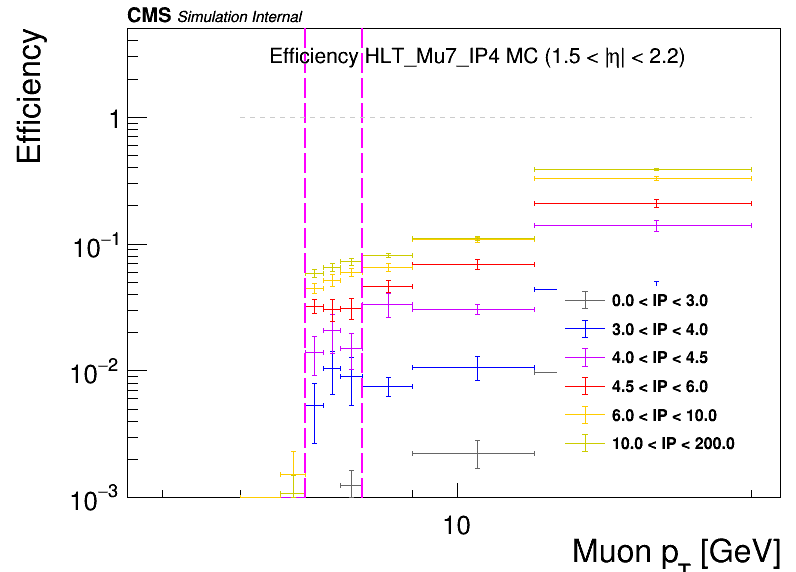 CMS Simulation Internal
Efficiency HLT_Mu7_IP4 MC (1.5 < |η| < 2.2)
Efficiency
1
10−1
10−2
10−3
0.0 < IP < 3.0
3.0 < IP < 4.0
4.0 < IP < 4.5
4.5 < IP < 6.0
6.0 < IP < 10.0
10.0 < IP < 200.0
10
Muon pT [GeV]